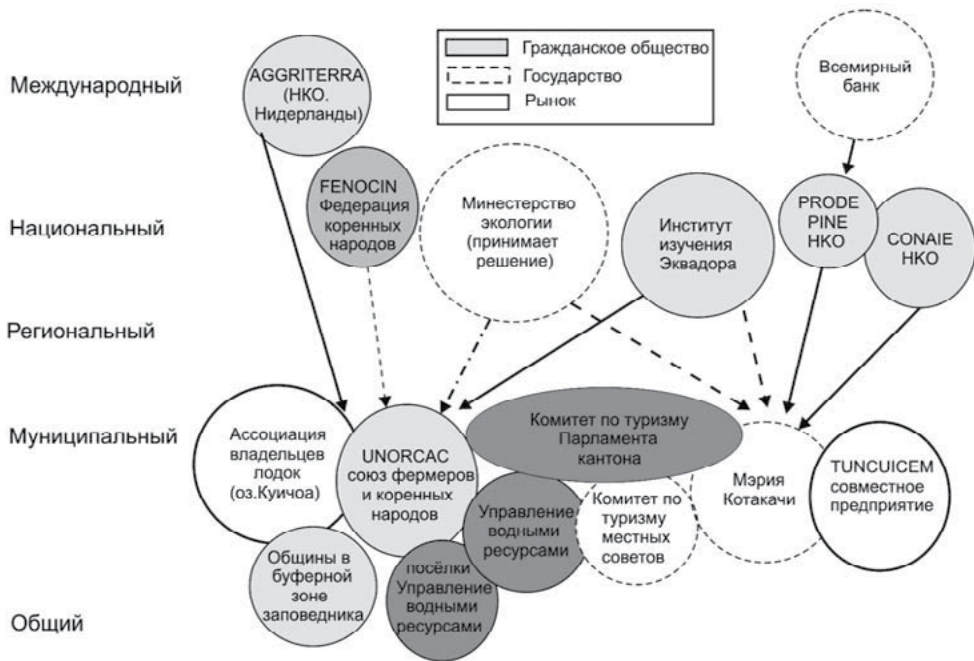 Гражданское общество
Государство
Рынок
Международный
AGGRITERRA
(НКО.
Нидерланды)
Всемирный
банк
Национальный
FENOCIN
Федерация
коренных
народов
Минестерство
экологии
(принимает
решение)
Институт
изучения
Эквадора
PRODE
PINE
НКО
CONAIE
НКО
Региональный
Муниципальный
Ассоциация
владельцев
лодок
(оз.Куичоа)
UNORCAC
союз фермеров
и коренных
народов
Комитет по туризму
Парламента
кантона
Управление
водными
ресурсами
Комитет по
туризму
местных
советов
Мэрия
Котакачи
TUNCUICEM
совместное
предприятие
Общий
Общины в
буферной
зоне
заповедника
посёлки
Управление
водными
ресурсами